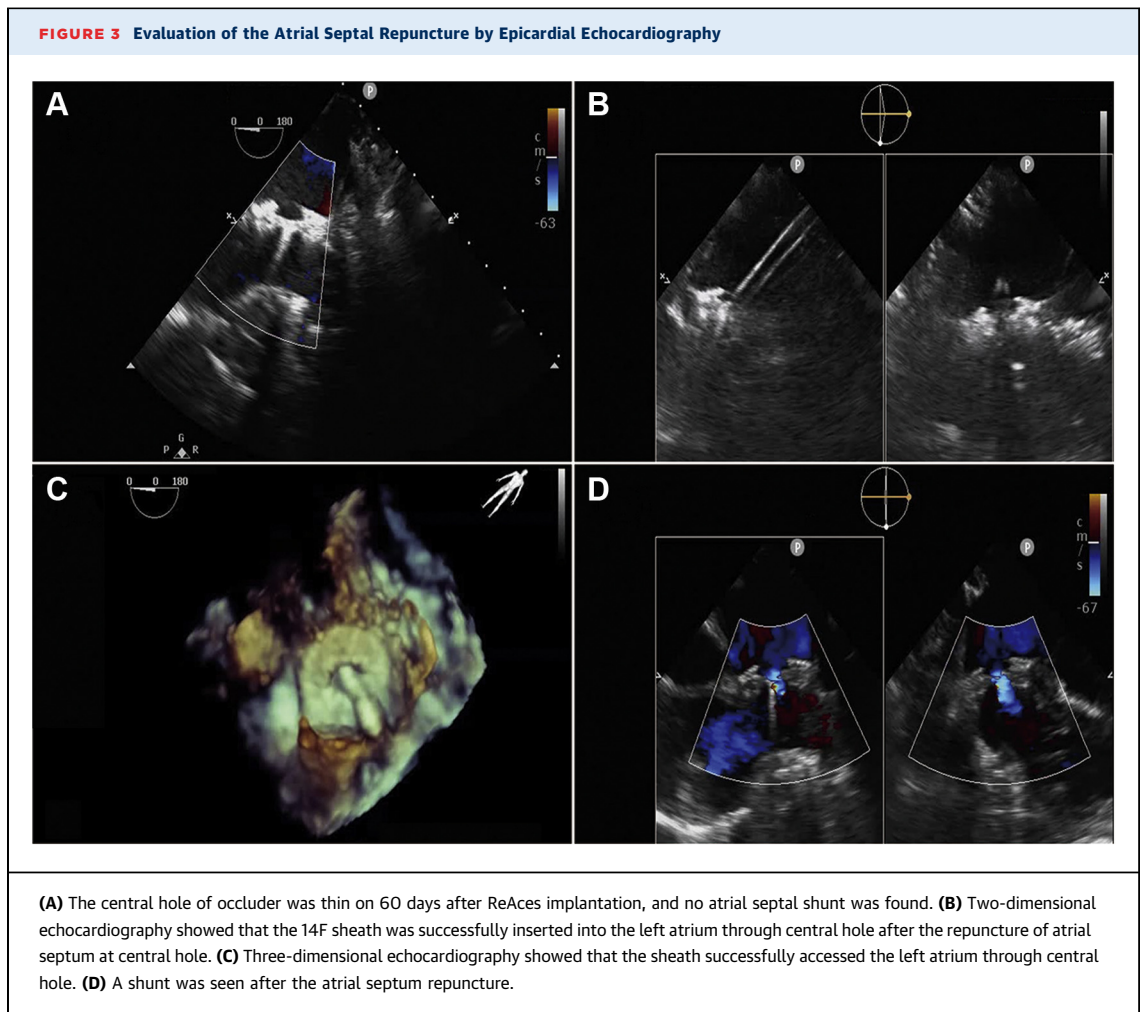 FIGURE 3 Evaluation of the Atrial Septal Repuncture by Epicardial Echocardiography
A
P
0 0 180
c
m
/
s
-63
x
x
G
P R
B
P
P
x
x
C
0 0 180
D
P
P
c
m
/
s
-67
(A) The central hole of occluder was thin on 60 days after ReAces implantation, and no atrial septal shunt was found. (B) Two-dimensional
echocardiography showed that the 14F sheath was successfully inserted into the left atrium through central hole after the repuncture of atrial
septum at central hole. (C) Three-dimensional echocardiography showed that the sheath successfully accessed the left atrium through central
hole. (D) A shunt was seen after the atrial septum repuncture.